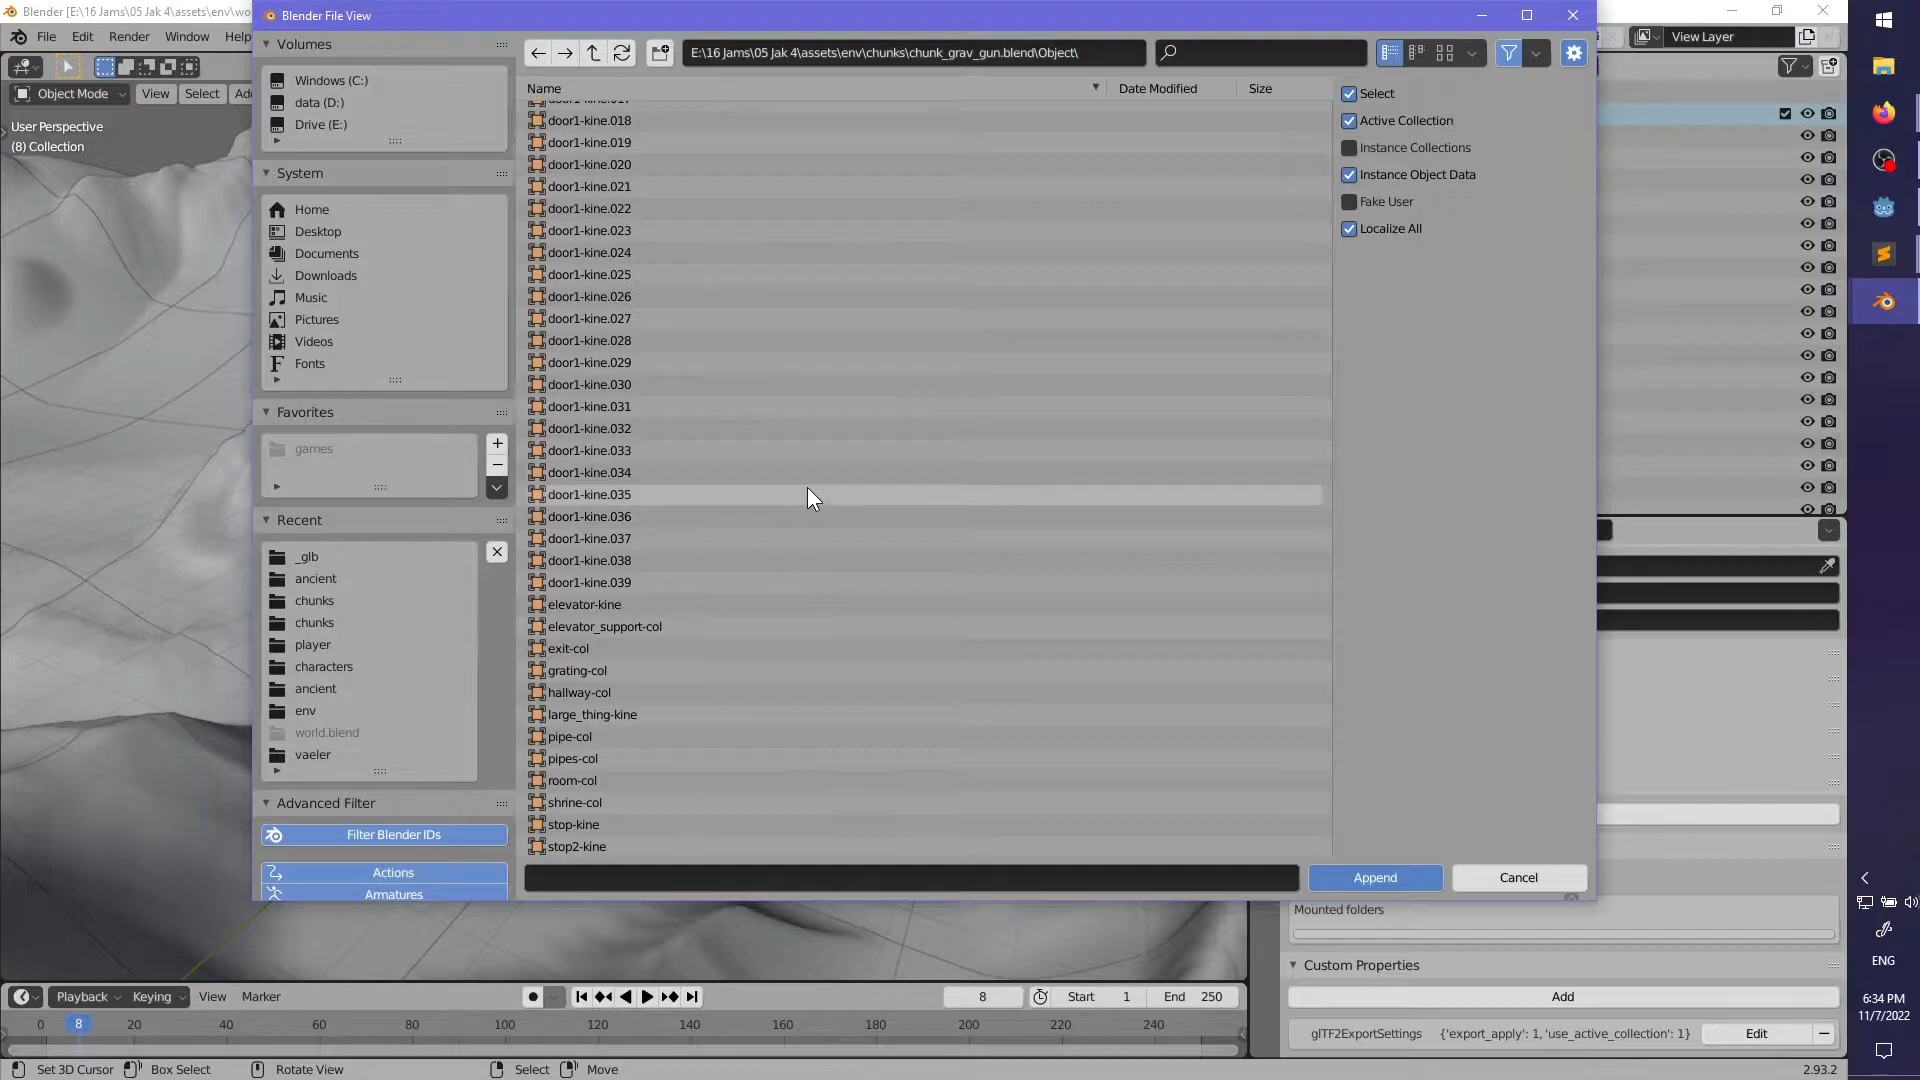 Blender [E:\16 Jams\05 Jak 4\assets\env\wo
Blender File View
File Edit Render Window Help
View Layer
Object Mode View Select
User Perspective
(8) Collection
Volumes
Windows (C:)
data (D:)
Drive (E:)
System
Home
Desktop
Documents
Downloads
Music
Pictures
Videos
Fonts
Favorites
games
Recent
_glb
ancient
chunks
chunks
player
characters
ancient
env
world.blend
vaeler
Advanced Filter
Filter Blender IDs
Actions
Armatures
E:\16 Jams\05 Jak 4\assets\env\chunks\chunk_grav_gun.blend\Object\
Name Date Modified Size
door1-kine.017
door1-kine.018
door1-kine.019
door1-kine.020
door1-kine.021
door1-kine.022
door1-kine.023
door1-kine.024
door1-kine.025
door1-kine.026
door1-kine.027
door1-kine.028
door1-kine.029
door1-kine.030
door1-kine.031
door1-kine.032
door1-kine.033
door1-kine.034
door1-kine.035
door1-kine.036
door1-kine.037
door1-kine.038
door1-kine.039
elevator-kine
elevator_support-col
exit-col
grating-col
hallway-col
large_thing-kine
pipe-col
pipes-col
room-col
shrine-col
stop-kine
stop2-kine
Select
Active Collection
Instance Collections
Instance Object Data
Fake User
Localize All
Append Cancel
Mounted folders
Custom Properties
Add
glTF2ExportSettings {'export_apply': 1, 'use_active_collection': 1} Edit
Playback Keying View Marker
8 Start 1 End 250
0 8 20 40 60 80 100 120 140 160 180 200 220 240
Set 3D Cursor Box Select Rotate View Select Move
2.93.2
ENG
6:34 PM
11/7/2022